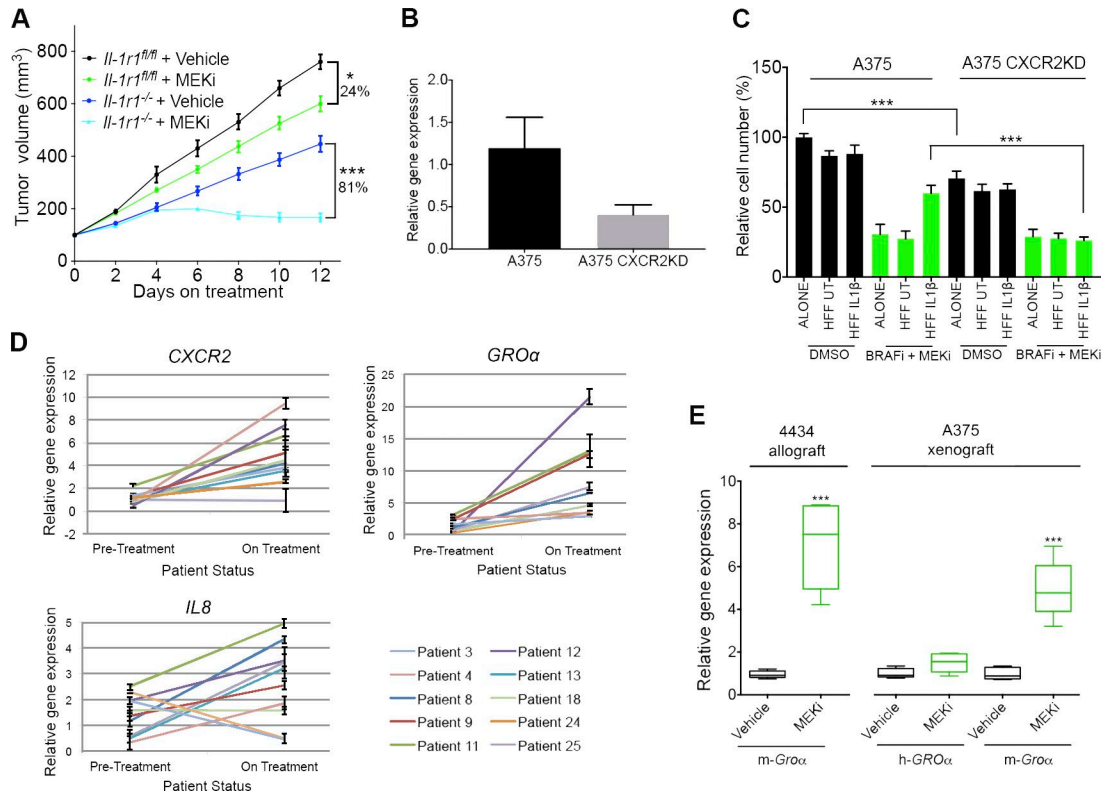 A
Il-1r1fl/fl + Vehicle
Il-1r1fl/fl + MEKi
Il-1r1-/- + Vehicle
Il-1r1-/- + MEKi
Tumor volume (mm3)
800
600
400
200
0
0 2 4 6 8 10 12
Days on treatment
*
24%
***
81%
B
Relative gene expression
2.0
1.5
1.0
0.5
0.0
A375 A375 CXCR2KD
C
A375 A375 CXCR2KD
Relative cell number (%)
150
100
50
0
*** ***
ALONE HFF UT HFF IL1β ALONE HFF UT HFF IL1β ALONE HFF UT HFF IL1β ALONE HFF UT HFF IL1β
DMSO BRAFi + MEKi DMSO BRAFi + MEKi
D
CXCR2
Relative gene expression
12
10
8
6
4
2
0
-2
Pre-Treatment On Treatment
Patient Status
GROα
Relative gene expression
25
20
15
10
5
0
Pre-Treatment On Treatment
Patient Status
IL8
Relative gene expression
5
4
3
2
1
0
Pre-Treatment On Treatment
Patient Status
Patient 3 Patient 12
Patient 4 Patient 13
Patient 8 Patient 18
Patient 9 Patient 24
Patient 11 Patient 25
E
4434 A375
allograft xenograft
Relative gene expression
10
8
6
4
2
0
*** ***
Vehicle MEKi Vehicle MEKi Vehicle MEKi
m-Groα h-GROα m-Groα